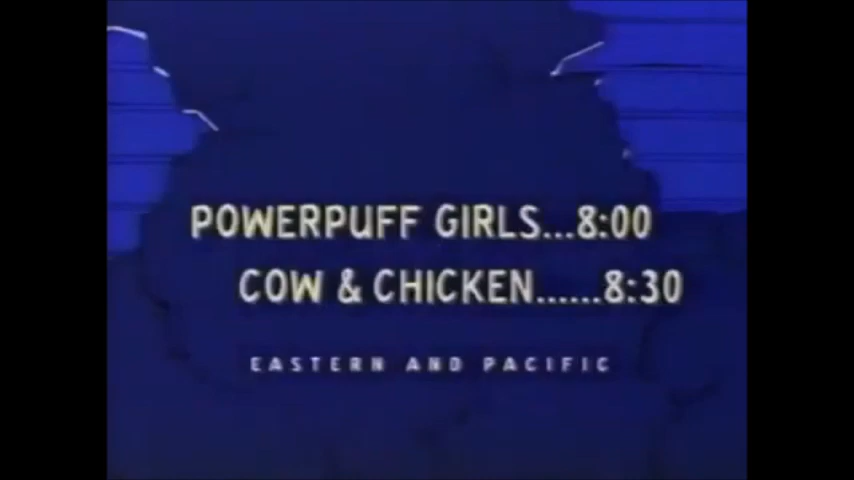 POWERPUFF GIRLS...8:00
COW & CHICKEN......8:30
EASTERN AND PACIFIC